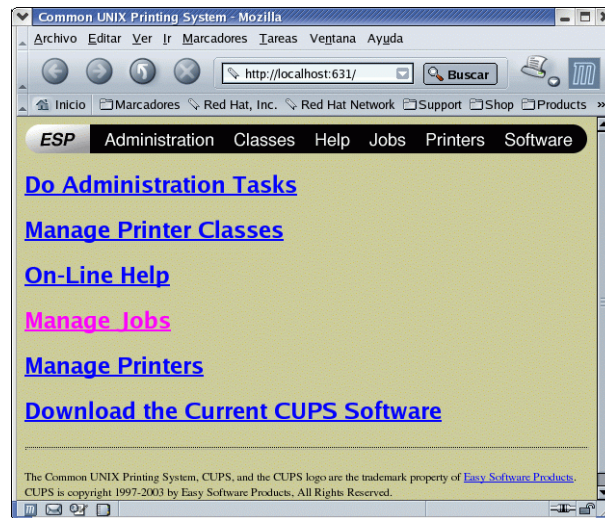 Common UNIX Printing System - Mozilla
Archivo Editar Ver Ir Marcadores Tareas Ventana Ayuda
http://localhost:631/ Buscar
Inicio Marcadores Red Hat, Inc. Red Hat Network Support Shop Products »
ESP Administration Classes Help Jobs Printers Software
Do Administration Tasks
Manage Printer Classes
On-Line Help
Manage Jobs
Manage Printers
Download the Current CUPS Software
The Common UNIX Printing System, CUPS, and the CUPS logo are the trademark property of Easy Software Products.
CUPS is copyright 1997-2003 by Easy Software Products, All Rights Reserved.